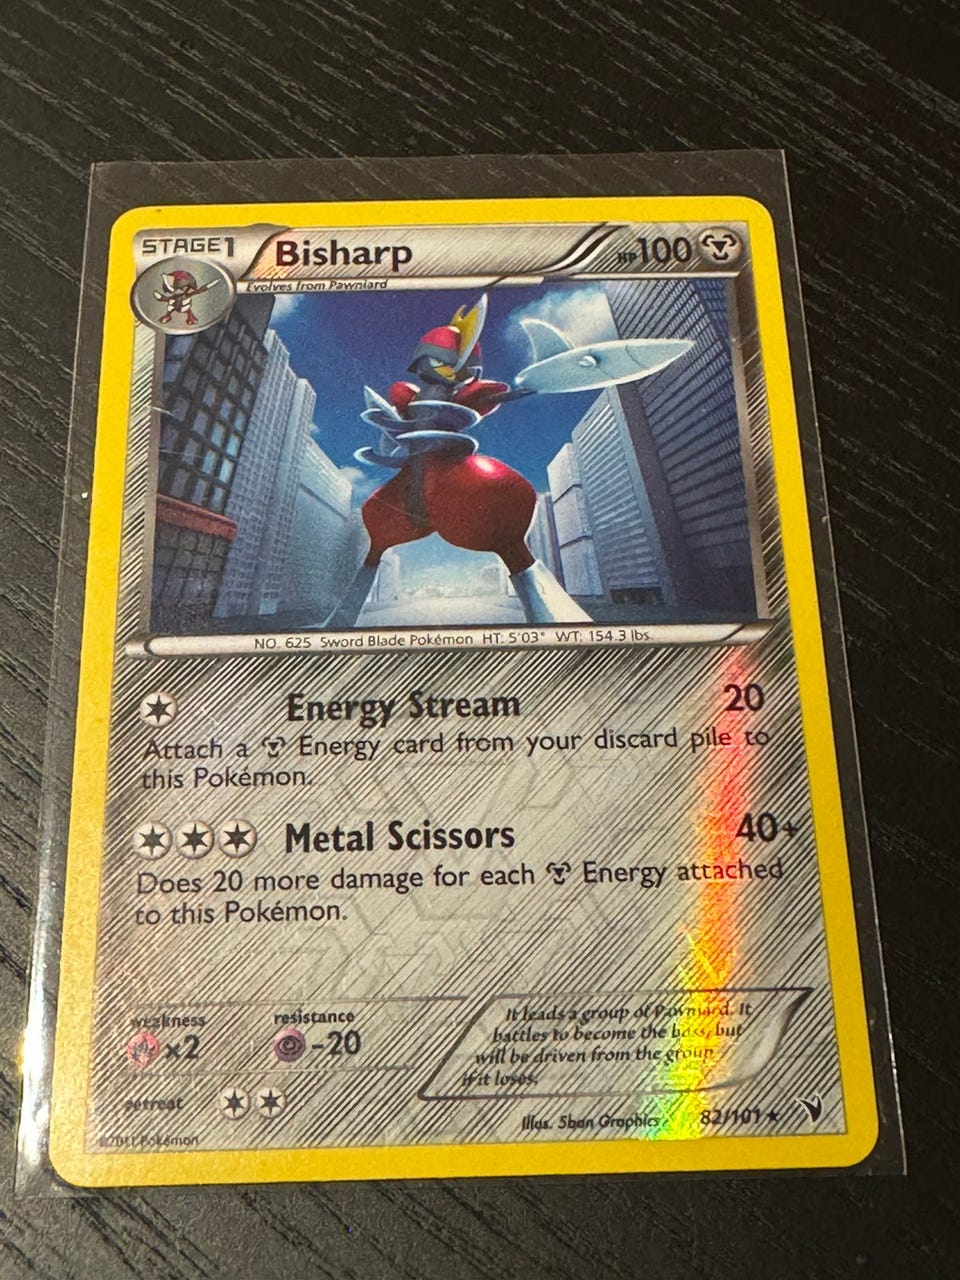 STAGE1 Bisharp HP100
Evolves from Pawniard
NO. 625 Sword Blade Pokémon HT: 5'03" WT: 154.3 lbs.
Energy Stream 20
Attach a Energy card from your discard pile to
this Pokémon.
Metal Scissors 40+
Does 20 more damage for each Energy attached
to this Pokémon.
weakness resistance
×2 -20
It leads a group of Pawniard. It
battles to become the boss, but
will be driven from the group
if it loses.
retreat
Illus. 5ban Graphics 82/101★
©2011 Pokémon